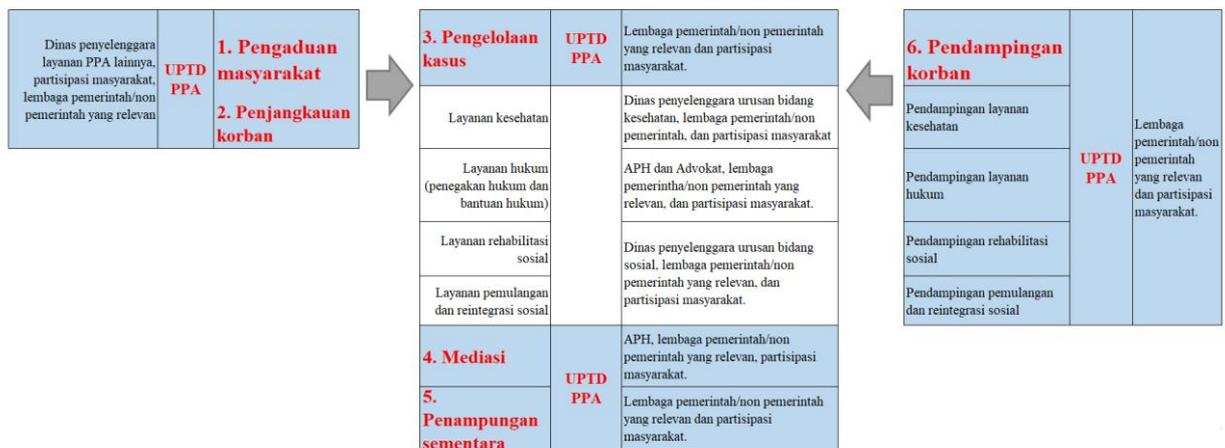 Dinas penyelenggara
layanan PPA lainnya,
partisipasi masyarakat,
lembaga pemerintah/non
pemerintah yang relevan
UPTD
PPA
1. Pengaduan
masyarakat
2. Penjangkauan
korban
3. Pengelolaan
kasus
UPTD
PPA
Lembaga pemerintah/non pemerintah
yang relevan dan partisipasi
masyarakat.
Layanan kesehatan
Dinas penyelenggara urusan bidang
kesehatan, lembaga pemerintah/non
pemerintah, dan partisipasi masyarakat
Layanan hukum
(penegakan hukum dan
bantuan hukum)
APH dan Advokat, lembaga
pemerintha/non pemerintah yang
relevan, dan partisipasi masyarakat.
Layanan rehabilitasi
sosial
Layanan pemulangan
dan reintegrasi sosial
Dinas penyelenggara urusan bidang
sosial, lembaga pemerintah/non
pemerintah yang relevan, dan
partisipasi masyarakat.
4. Mediasi
UPTD
PPA
APH, lembaga pemerintah/non
pemerintah yang relevan, partisipasi
masyarakat.
5.
Penampungan
sementara
Lembaga pemerintah/non pemerintah
yang relevan dan partisipasi
masyarakat.
6. Pendampingan
korban
Pendampingan layanan
kesehatan
Pendampingan layanan
hukum
Pendampingan rehabilitasi
sosial
Pendampingan pemulangan
dan reintegrasi sosial
UPTD
PPA
Lembaga
pemerintah/non
pemerintah
yang relevan
dan partisipasi
masyarakat.